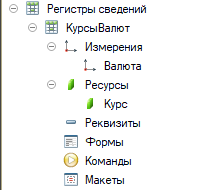 Регистры сведений
КурсыВалют
Измерения
Валюта
Ресурсы
Курс
Реквизиты
Формы
Команды
Макеты